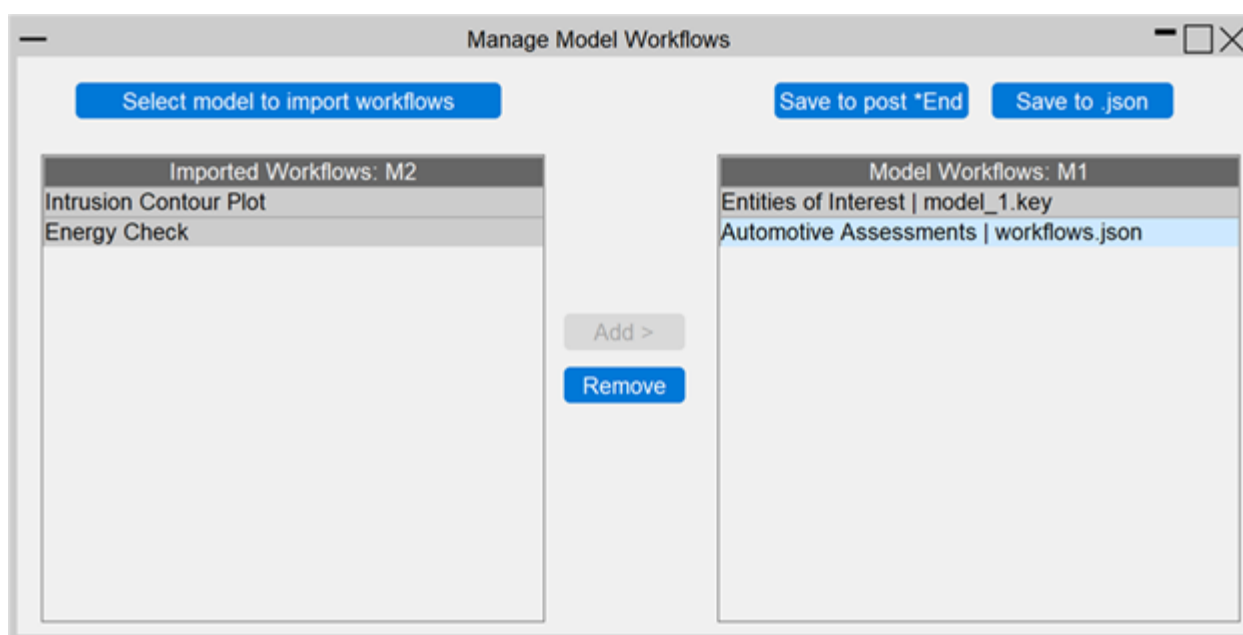 Manage Model Workflows
Select model to import workflows
Save to post *End
Save to .json
Imported Workflows: M2
Intrusion Contour Plot
Energy Check
Add >
Remove
Model Workflows: M1
Entities of Interest | model_1.key
Automotive Assessments | workflows.json